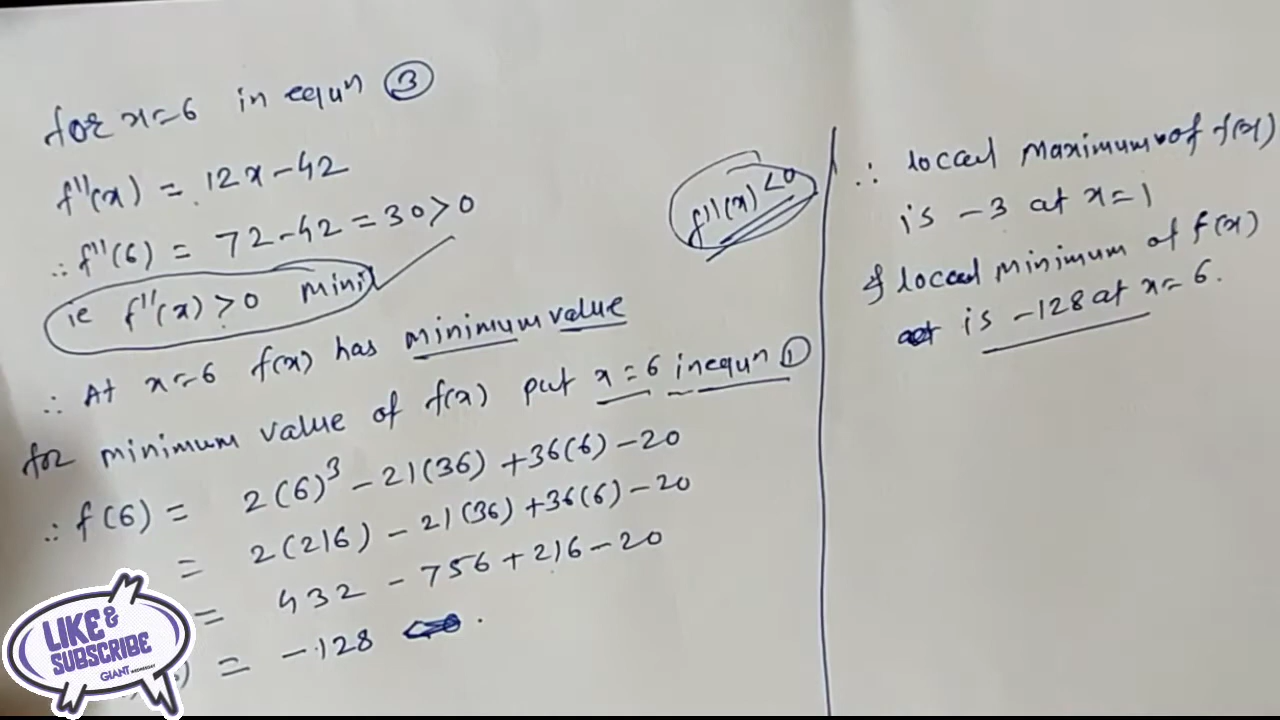 for x=6 in equn ③
f''(x) = 12x-42
∴ f''(6) = 72-42 = 30>0
ie f''(x)>0 mini
∴ At x=6 f(x) has minimum value
for minimum value of f(x) put x=6 in equn ①
∴ f(6) = 2(6)³ -21(36) +36(6) -20
= 2(216) - 21(36) +36(6) -20
= 432 - 756 + 216 - 20
= -128
f''(x) <0
∴ local maximum of f(x)
is -3 at x=1
& local minimum of f(x)
is -128 at x=6.
LIKE &
SUBSCRIBE
GIANT WEDNESDAY